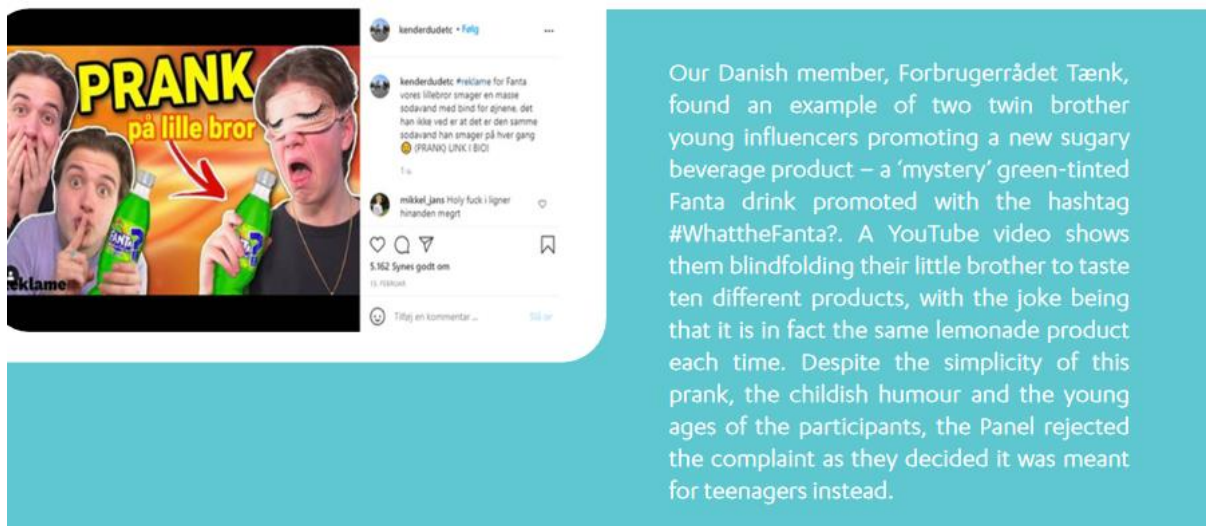 PRANK
på lille bror
FANTA
?
FANTA
eklame
kenderdudetc • Følg
kenderdudetc #reklame for Fanta
vores lillebror smager en masse
sodavand med bind for øjnene. det
han ikke ved er at det er den samme
sodavand han smager på hver gang
(PRANK) LINK I BIO!
mikkel_jans Holy fuck i ligner
hinanden megrt
5.162 Synes godt om
13. FEBRUAR
Tilføj en kommentar ...
Our Danish member, Forbrugerrådet Tænk,
found an example of two twin brother
young influencers promoting a new sugary
beverage product – a ‘mystery’ green-tinted
Fanta drink promoted with the hashtag
#WhattheFanta?. A YouTube video shows
them blindfolding their little brother to taste
ten different products, with the joke being
that it is in fact the same lemonade product
each time. Despite the simplicity of this
prank, the childish humour and the young
ages of the participants, the Panel rejected
the complaint as they decided it was meant
for teenagers instead.